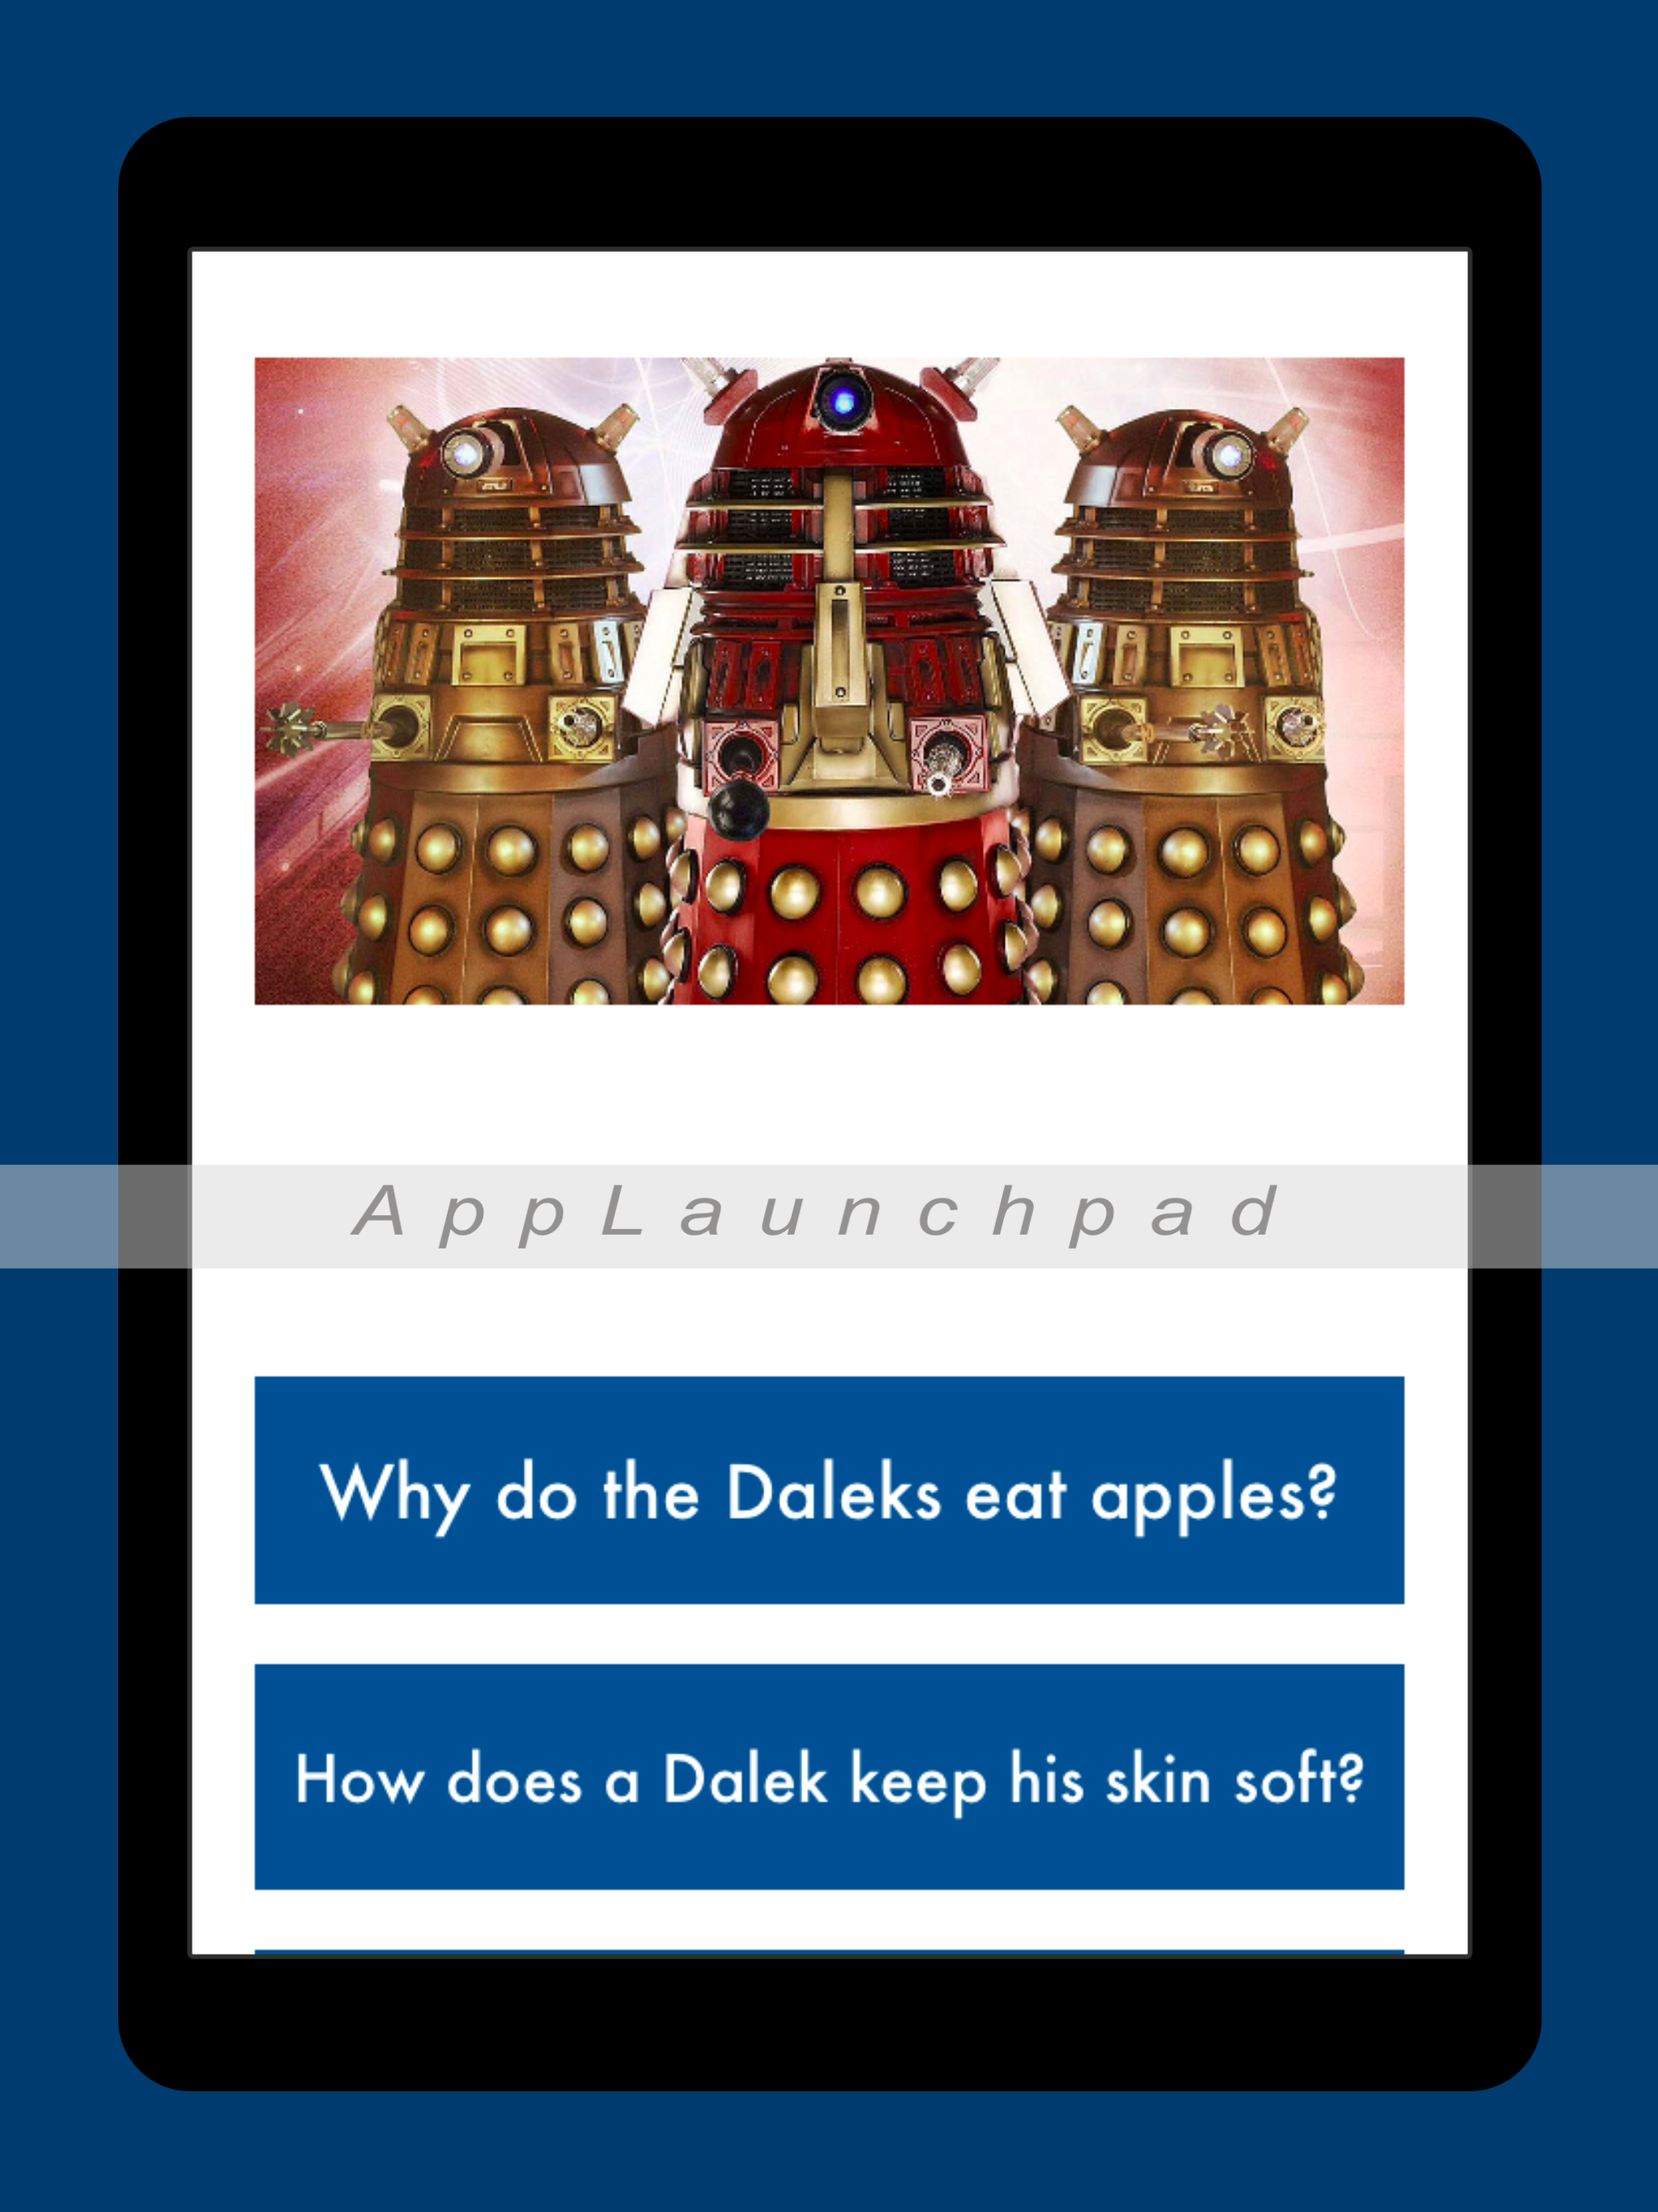 AppLaunchpad
Why do the Daleks eat apples?
How does a Dalek keep his skin soft?